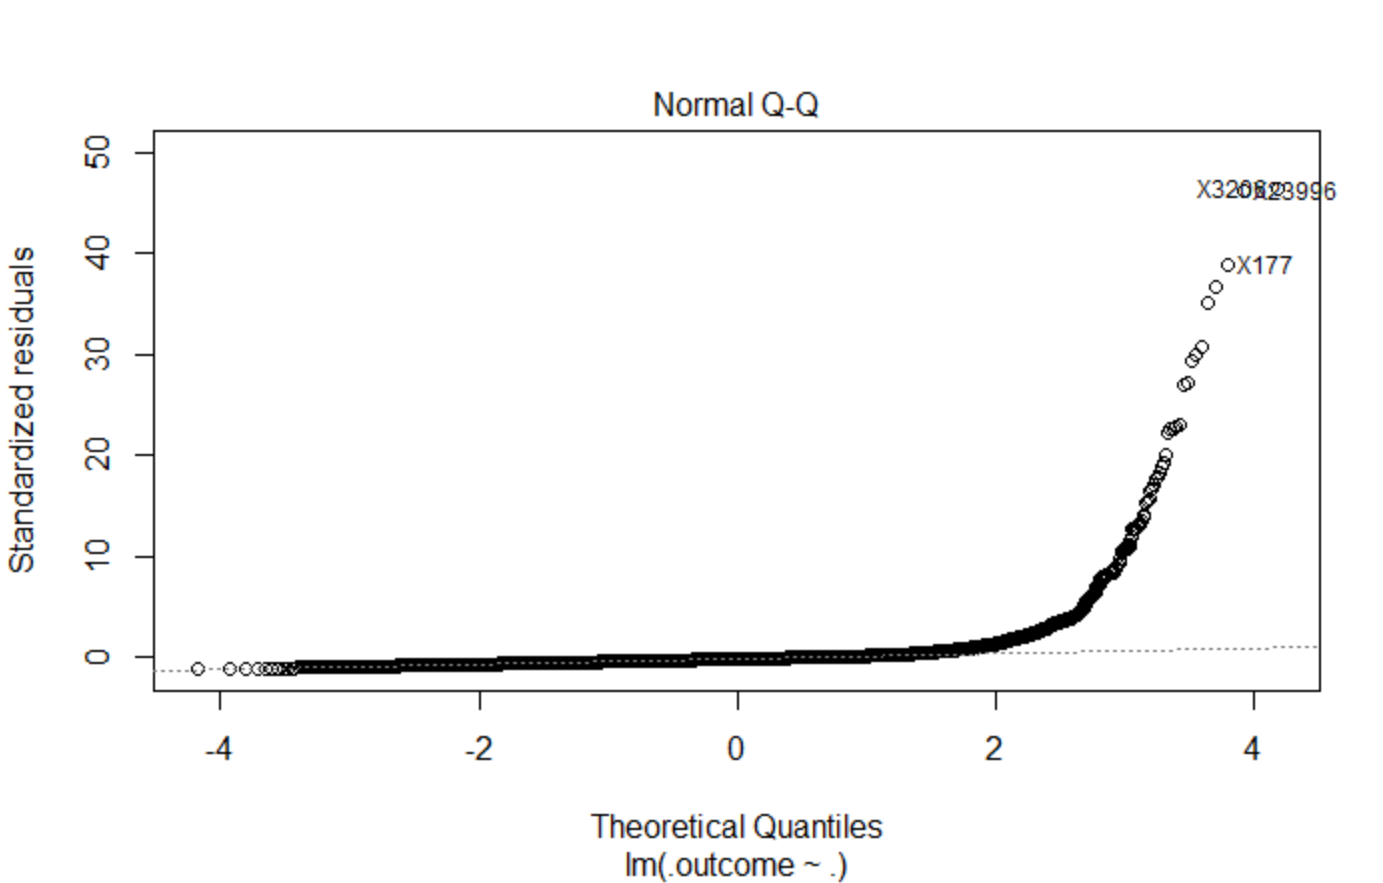 Normal Q-Q
50
X23996
40
X177
30
20
10
0
Standardized residuals
-4 -2 0 2 4
Theoretical Quantiles
lm(.outcome ~ .)